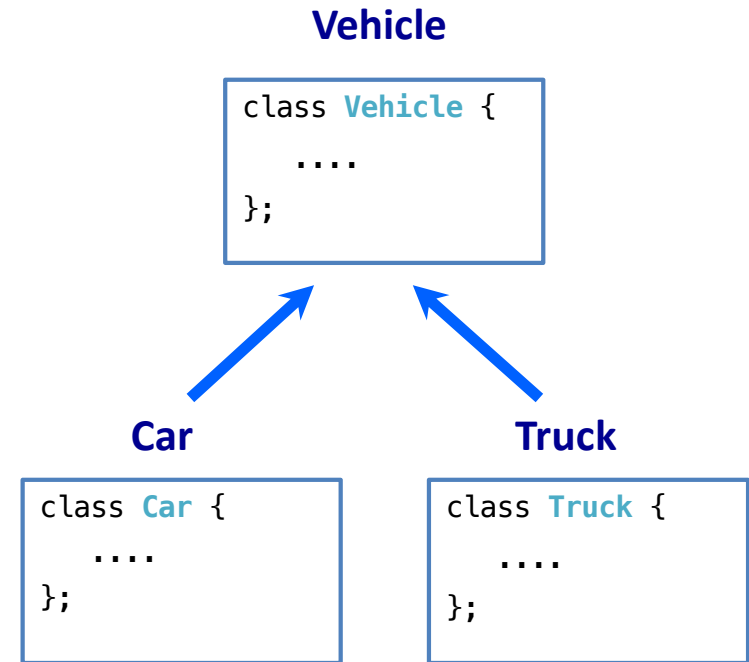 Vehicle
class Vehicle {
....
};
Car
Truck
class Car {
....
};
class Truck {
....
};